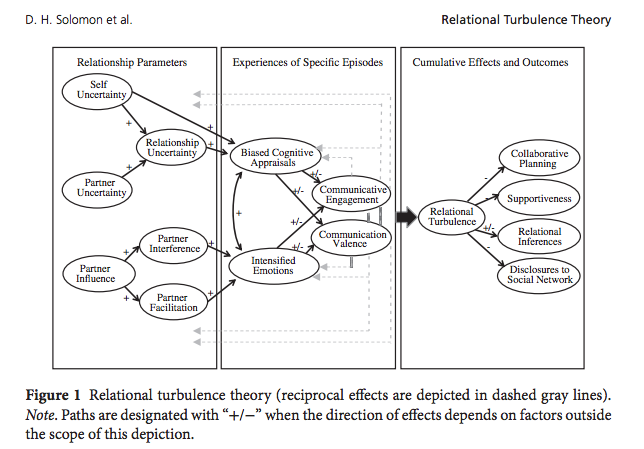 D. H. Solomon et al.
Relational Turbulence Theory
Relationship Parameters
Experiences of Specific Episodes
Cumulative Effects and Outcomes
Self
Uncertainty
+
+
Relationship
Uncertainty
+
+
Partner
Uncertainty
Partner
Influence
+
+
Partner
Interference
+
Partner
Facilitation
+
Biased Cognitive
Appraisals
+/-
+/-
+
Communicative
Engagement
+/-
Communication
Valence
+/-
Intensified
Emotions
Relational
Turbulence
-
Collaborative
Planning
-
Supportiveness
+/-
Relational
Inferences
-
Disclosures to
Social Network
Figure 1 Relational turbulence theory (reciprocal effects are depicted in dashed gray lines).
Note. Paths are designated with “+/−” when the direction of effects depends on factors outside
the scope of this depiction.